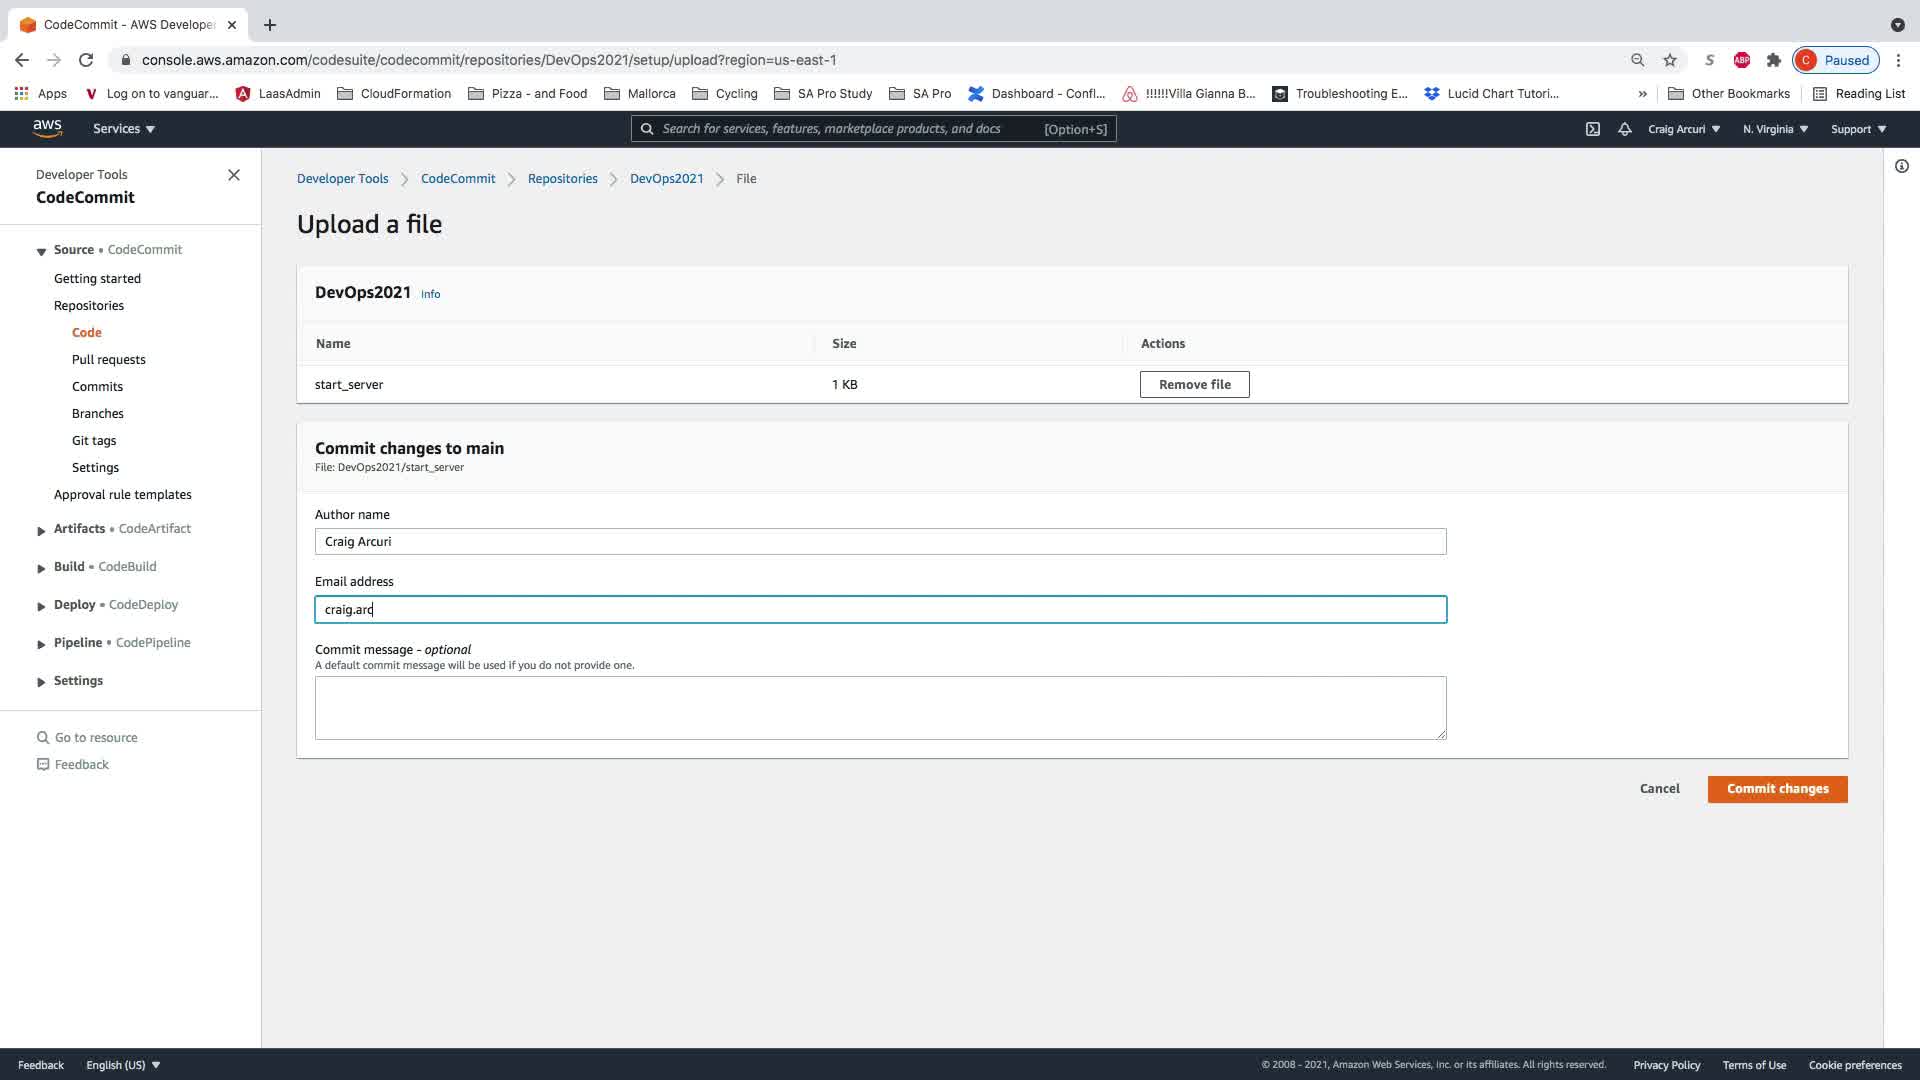 CodeCommit - AWS Develope
console.aws.amazon.com/codesuite/codecommit/repositories/DevOps2021/setup/upload?region=us-east-1
S ABP C Paused
Apps Log on to vanguar... LaasAdmin CloudFormation Pizza - and Food Mallorca Cycling SA Pro Study SA Pro Dashboard - Confl... !!!!!!Villa Gianna B... Troubleshooting E... Lucid Chart Tutori... » Other Bookmarks Reading List
aws Services Search for services, features, marketplace products, and docs [Option+S] Craig Arcuri N. Virginia Support
Developer Tools
CodeCommit
Source • CodeCommit
Getting started
Repositories
Code
Pull requests
Commits
Branches
Git tags
Settings
Approval rule templates
Artifacts • CodeArtifact
Build • CodeBuild
Deploy • CodeDeploy
Pipeline • CodePipeline
Settings
Go to resource
Feedback
Developer Tools CodeCommit Repositories DevOps2021 File
Upload a file
DevOps2021 Info
Name Size Actions
start_server 1 KB Remove file
Commit changes to main
File: DevOps2021/start_server
Author name
Craig Arcuri
Email address
craig.arc
Commit message - optional
A default commit message will be used if you do not provide one.
Cancel Commit changes
Feedback English (US) © 2008 - 2021, Amazon Web Services, Inc. or its affiliates. All rights reserved. Privacy Policy Terms of Use Cookie preferences